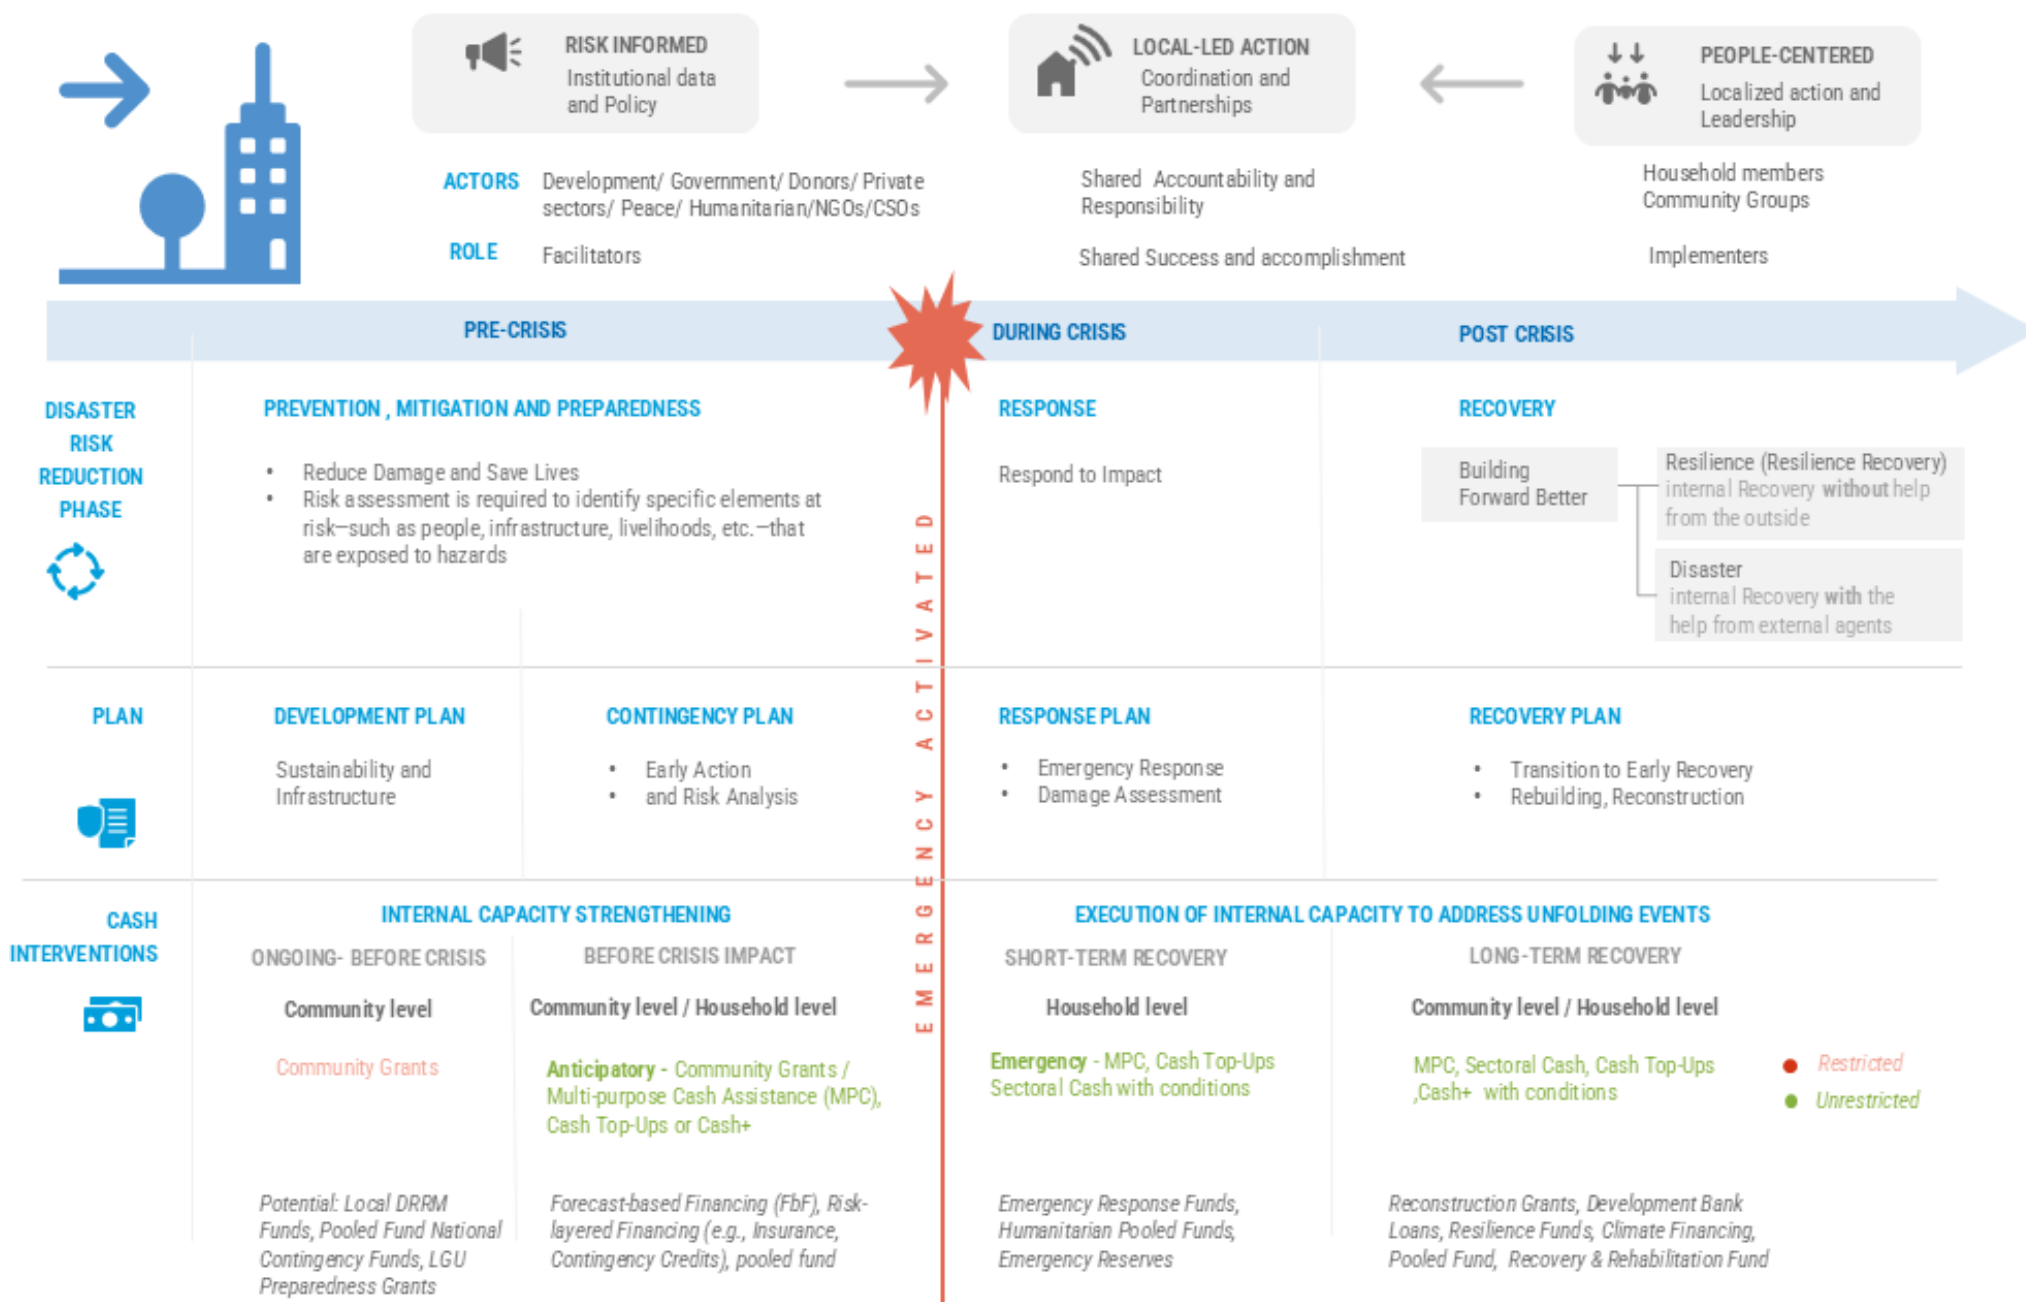 RISK INFORMED
Institutional data
and Policy
LOCAL-LED ACTION
Coordination and
Partnerships
PEOPLE-CENTERED
Localized action and
Leadership
ACTORS
Development/ Government/ Donors/ Private
sectors/ Peace/ Humanitarian/NGOs/CSOs
Shared Accountability and
Responsibility
Household members
Community Groups
ROLE
Facilitators
Shared Success and accomplishment
Implementers
PRE-CRISIS
DURING CRISIS
POST CRISIS
DISASTER
RISK
REDUCTION
PHASE
PREVENTION , MITIGATION AND PREPAREDNESS
• Reduce Damage and Save Lives
• Risk assessment is required to identify specific elements at
risk—such as people, infrastructure, livelihoods, etc.—that
are exposed to hazards
RESPONSE
Respond to Impact
RECOVERY
Building
Forward Better
Resilience (Resilience Recovery)
internal Recovery without help
from the outside
Disaster
internal Recovery with the
help from external agents
EMERGENCY ACTIVATED
PLAN
DEVELOPMENT PLAN
Sustainability and
Infrastructure
CONTINGENCY PLAN
• Early Action
• and Risk Analysis
RESPONSE PLAN
• Emergency Response
• Damage Assessment
RECOVERY PLAN
• Transition to Early Recovery
• Rebuilding, Reconstruction
CASH
INTERVENTIONS
INTERNAL CAPACITY STRENGTHENING
EXECUTION OF INTERNAL CAPACITY TO ADDRESS UNFOLDING EVENTS
ONGOING- BEFORE CRISIS
Community level
Community Grants
Potential: Local DRRM
Funds, Pooled Fund National
Contingency Funds, LGU
Preparedness Grants
BEFORE CRISIS IMPACT
Community level / Household level
Anticipatory - Community Grants /
Multi-purpose Cash Assistance (MPC),
Cash Top-Ups or Cash+
Forecast-based Financing (FbF), Risk-
layered Financing (e.g., Insurance,
Contingency Credits), pooled fund
SHORT-TERM RECOVERY
Household level
Emergency - MPC, Cash Top-Ups
Sectoral Cash with conditions
Emergency Response Funds,
Humanitarian Pooled Funds,
Emergency Reserves
LONG-TERM RECOVERY
Community level / Household level
MPC, Sectoral Cash, Cash Top-Ups
,Cash+ with conditions
Reconstruction Grants, Development Bank
Loans, Resilience Funds, Climate Financing,
Pooled Fund, Recovery & Rehabilitation Fund
Restricted
Unrestricted